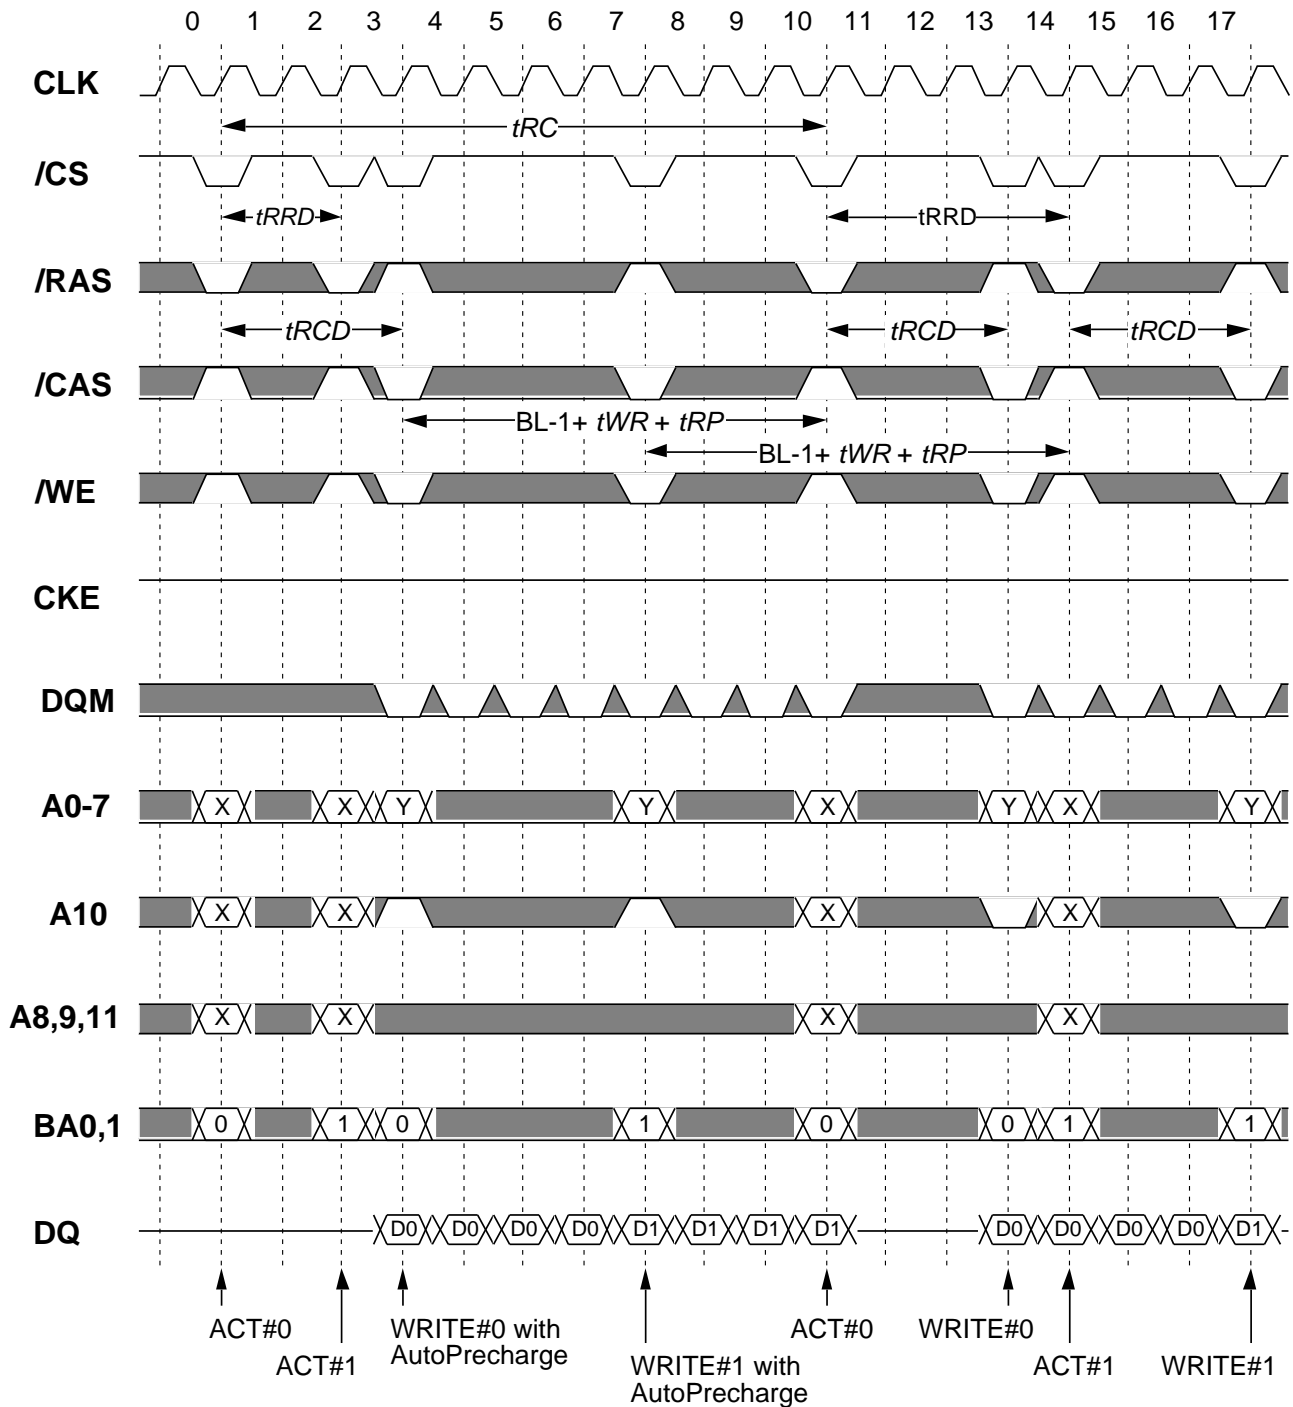 0 1 2 3 4 5 6 7 8 9 10 11 12 13 14 15 16 17
CLK
tRC
/CS
tRRD tRRD
/RAS
tRCD tRCD tRCD
/CAS
BL-1+ tWR + tRP
BL-1+ tWR + tRP
/WE
CKE
DQM
A0-7 X X Y Y X Y X Y
A10 X X X X
A8,9,11 X X X X
BA0,1 0 1 0 1 0 0 1 1
DQ D0 D0 D0 D0 D1 D1 D1 D1 D0 D0 D0 D0 D1
ACT#0 WRITE#0 with ACT#0 WRITE#0
AutoPrecharge
ACT#1 WRITE#1 with ACT#1 WRITE#1
AutoPrecharge